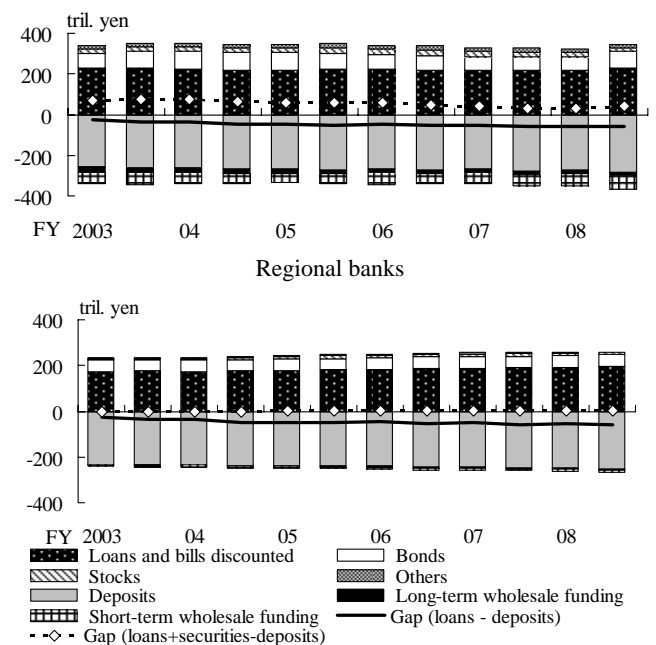 tril. yen
400
200
0
-200
-400
FY 2003 04 05 06 07 08
Regional banks
tril. yen
400
200
0
-200
-400
FY 2003 04 05 06 07 08
Loans and bills discounted Bonds
Stocks Others
Deposits Long-term wholesale funding
Short-term wholesale funding Gap (loans - deposits)
Gap (loans+securities-deposits)